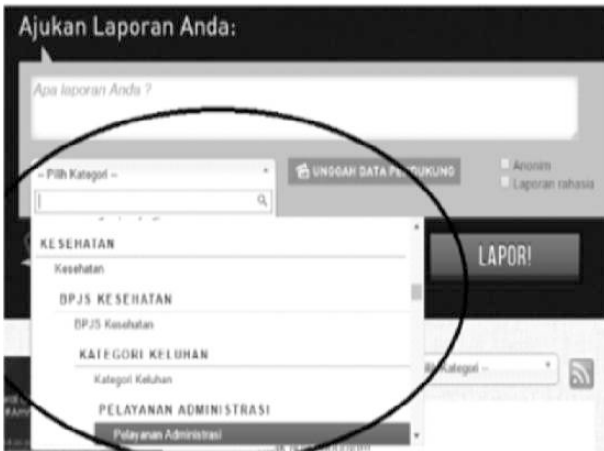 Ajukan Laporan Anda:
Apa laporan Anda ?
-- Pilih Kategori --
UNGGAH DATA PENDUKUNG
Anonim
Laporan rahasia
KESEHATAN
Kesehatan
LAPOR!
BPJS KESEHATAN
BPJS Kesehatan
KATEGORI KELUHAN
Kategori --
Kategori Keluhan
PELAYANAN ADMINISTRASI
Pelayanan Administrasi